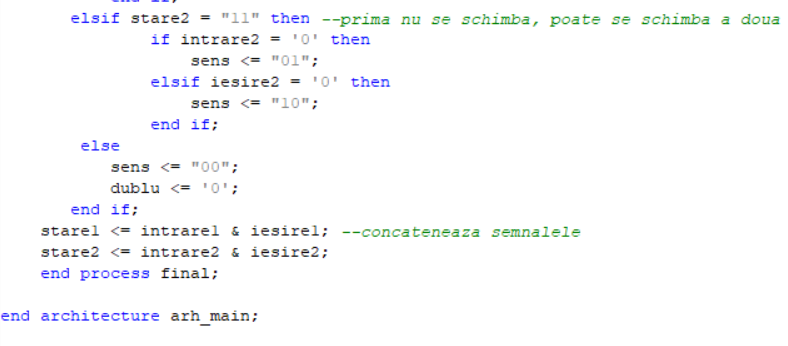 end if;
elsif stare2 = "11" then --prima nu se schimba, poate se schimba a doua
if intrare2 = '0' then
sens <= "01";
elsif iesire2 = '0' then
sens <= "10";
end if;
else
sens <= "00";
dublu <= '0';
end if;
stare1 <= intrare1 & iesire1; --concateneaza semnalele
stare2 <= intrare2 & iesire2;
end process final;
end architecture arh_main;